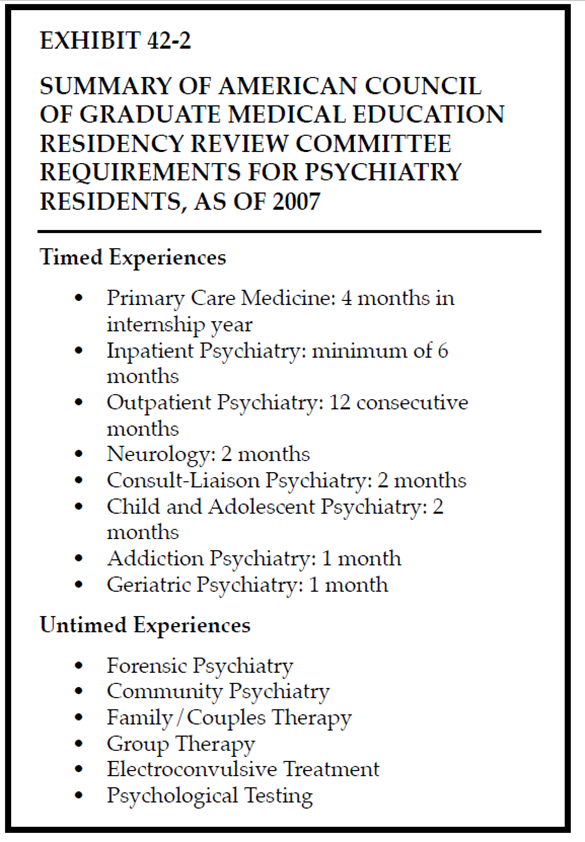 EXHIBIT 42-2
SUMMARY OF AMERICAN COUNCIL
OF GRADUATE MEDICAL EDUCATION
RESIDENCY REVIEW COMMITTEE
REQUIREMENTS FOR PSYCHIATRY
RESIDENTS, AS OF 2007
Timed Experiences
• Primary Care Medicine: 4 months in
internship year
• Inpatient Psychiatry: minimum of 6
months
• Outpatient Psychiatry: 12 consecutive
months
• Neurology: 2 months
• Consult-Liaison Psychiatry: 2 months
• Child and Adolescent Psychiatry: 2
months
• Addiction Psychiatry: 1 month
• Geriatric Psychiatry: 1 month
Untimed Experiences
• Forensic Psychiatry
• Community Psychiatry
• Family/Couples Therapy
• Group Therapy
• Electroconvulsive Treatment
• Psychological Testing